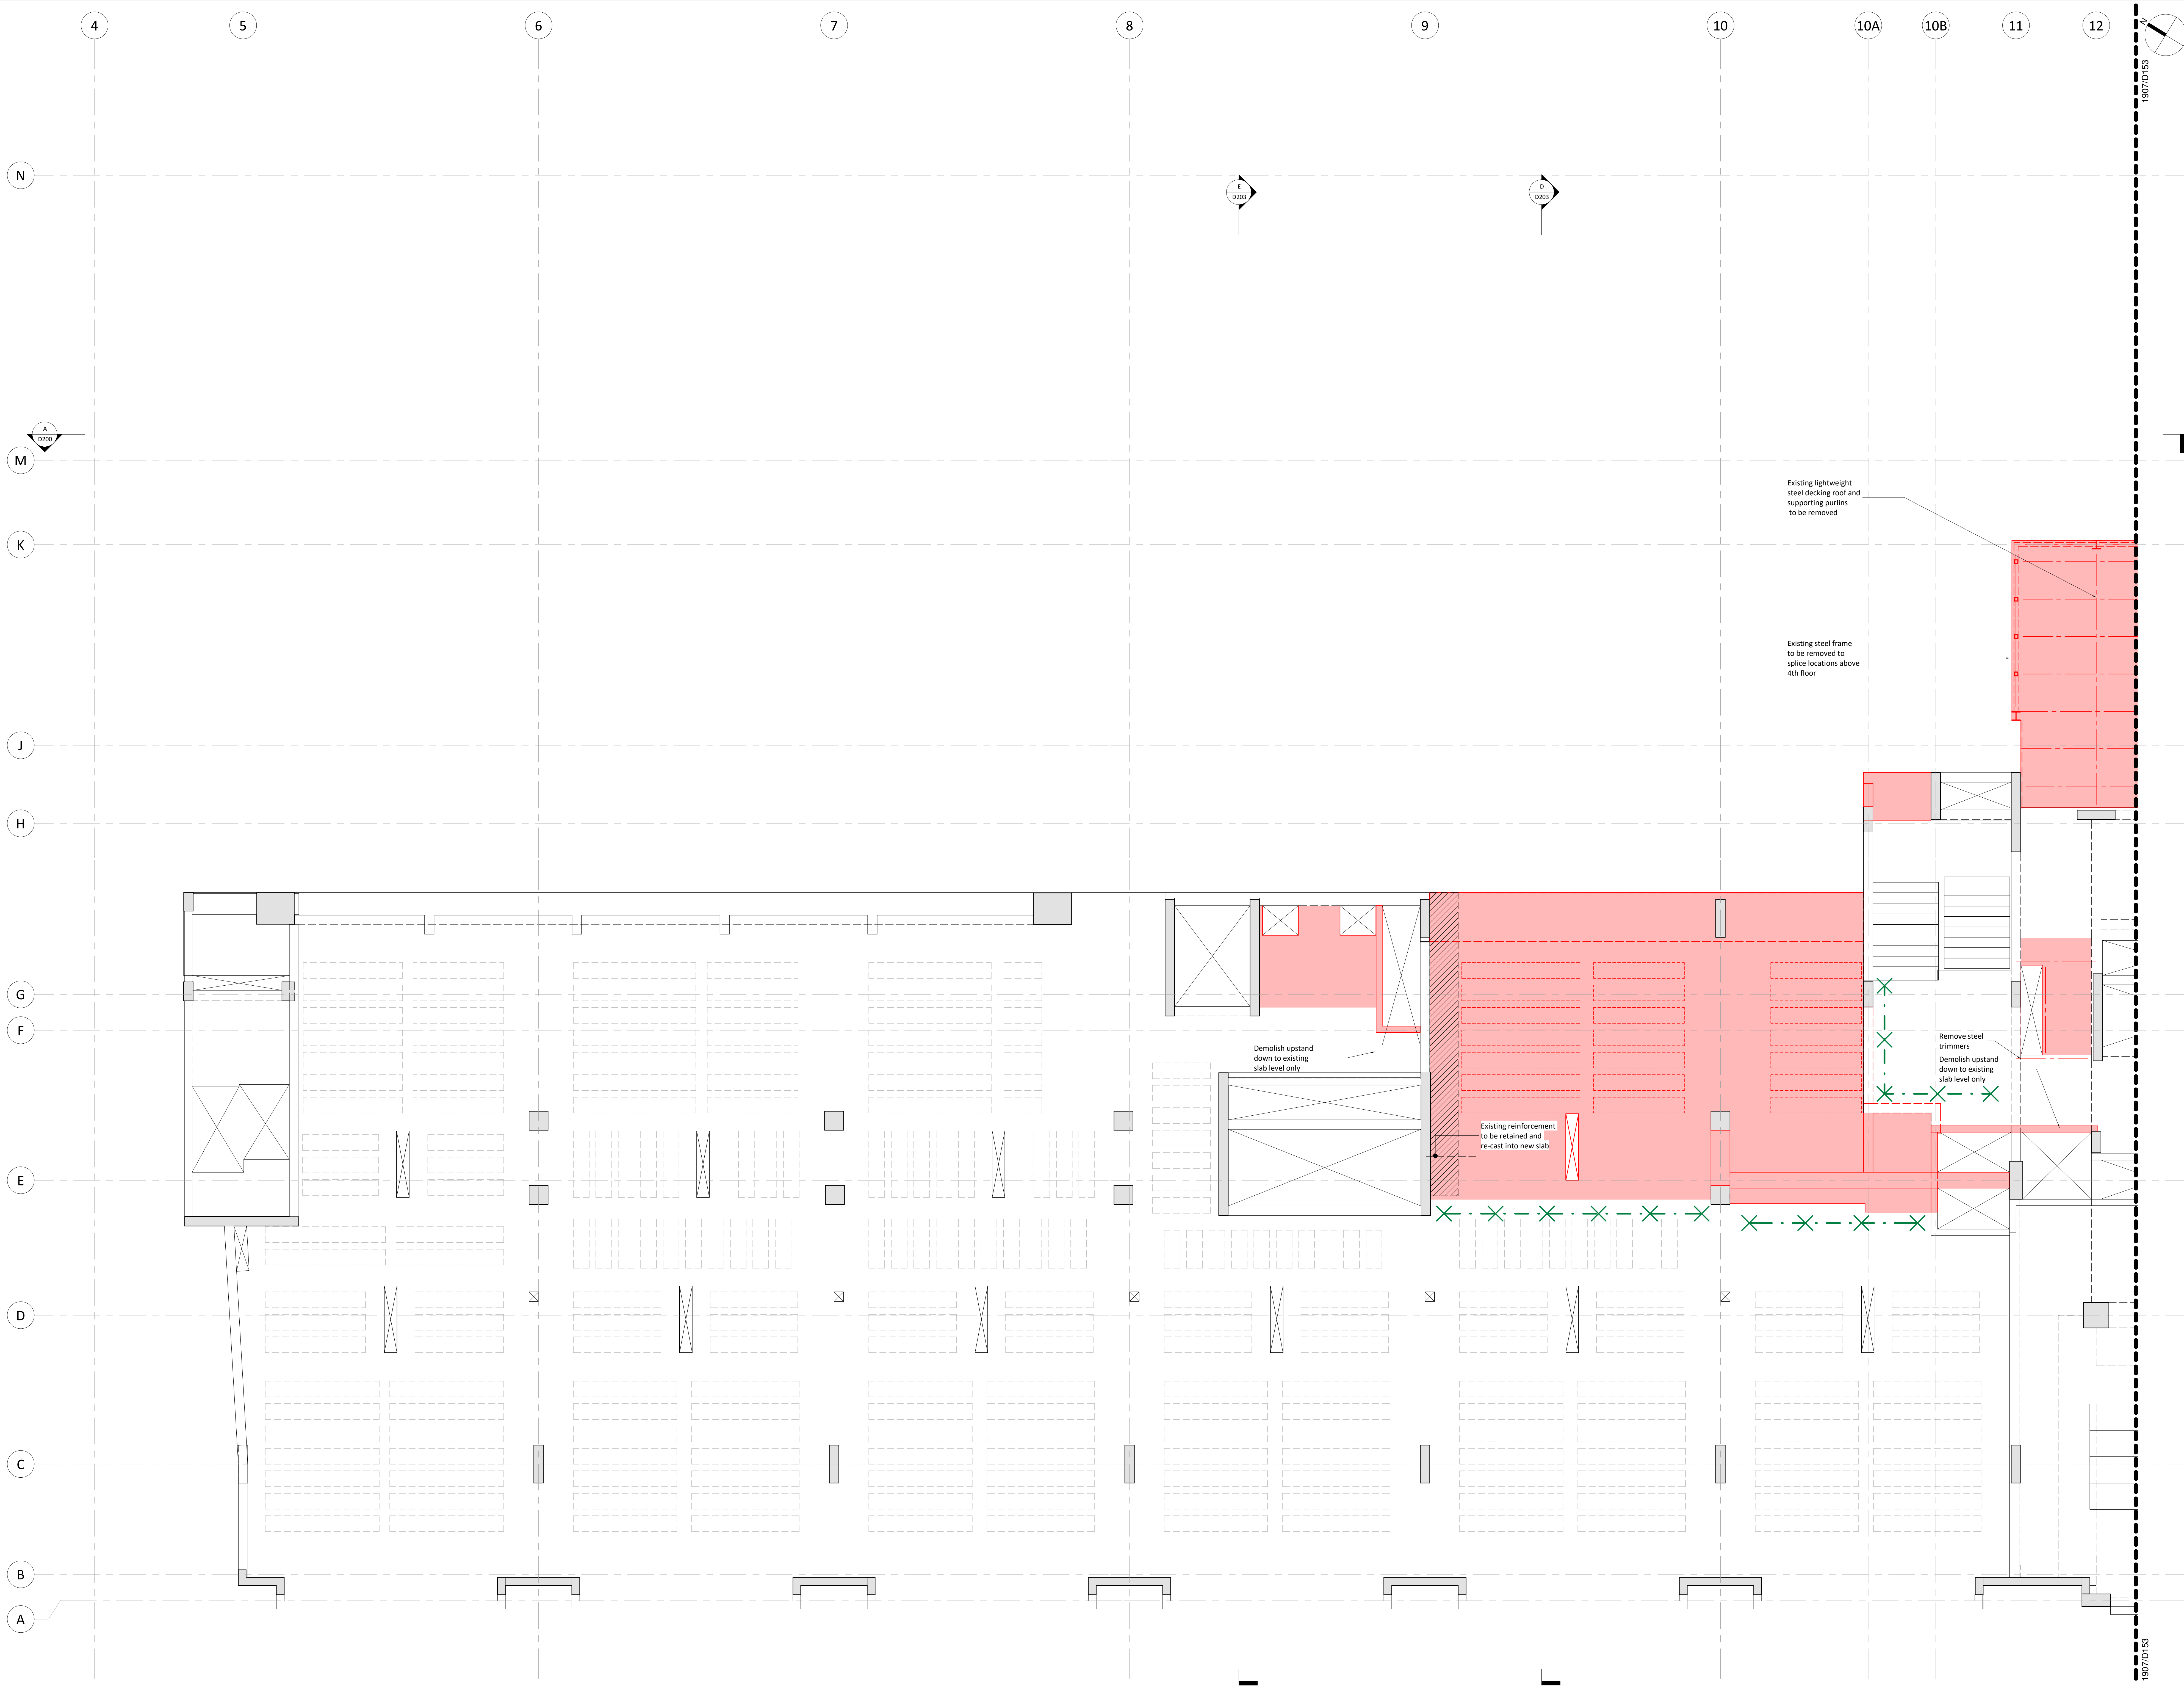 4
5
6
7
8
9
10
10A
10B
11
12
N
1907/D153
N
E
D203
D
D203
A
D200
M
Existing lightweight
steel decking roof and
supporting purlins
to be removed
K
Existing steel frame
to be removed to
splice locations above
4th floor
J
H
G
F
Demolish upstand
down to existing
slab level only
Remove steel
trimmers
Demolish upstand
down to existing
slab level only
Existing reinforcement
to be retained and
re-cast into new slab
E
D
C
B
A
1907/D153